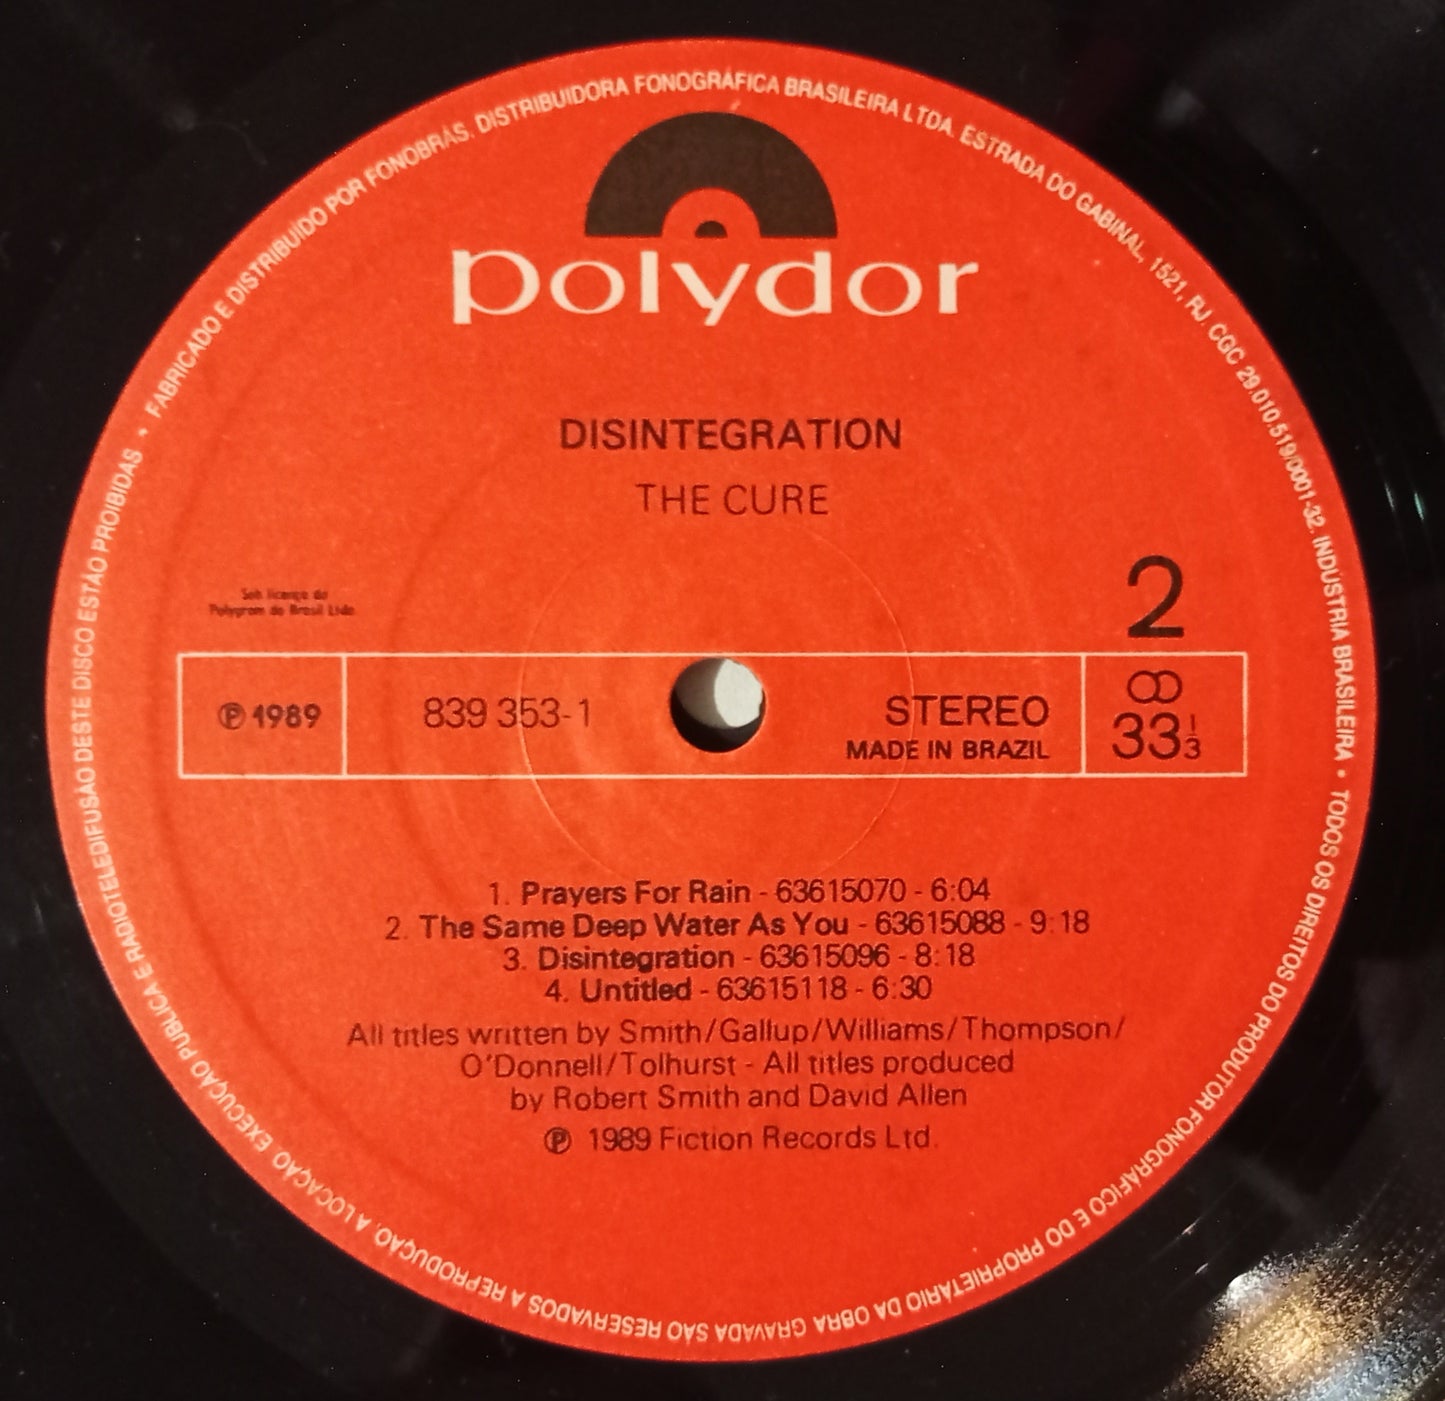 FABRICADO E DISTRIBUIDO POR FONOBRÁS. DISTRIBUIDORA FONOGRÁFICA BRASILEIRA LTDA. ESTRADA DO GABINAL, 1521, RJ. CGC 29.010.519/0001-32. INDÚSTRIA BRASILEIRA •
TODOS OS DIREITOS DO PRODUTOR FONOGRÁFICO E DO PROPRIETÁRIO DA OBRA GRAVADA SÃO RESERVADOS A REPRODUÇÃO, A LOCAÇÃO, EXECUÇÃO PUBLICA E RADIOTELEDIFUSÃO DESTE DISCO ESTÃO PROIBIDAS •
polydor
DISINTEGRATION
THE CURE
2
Sob licença da
Polygram do Brasil Ltda
℗ 1989
839 353-1
STEREO
MADE IN BRAZIL
33 1/3
1. Prayers For Rain - 63615070 - 6:04
2. The Same Deep Water As You - 63615088 - 9:18
3. Disintegration - 63615096 - 8:18
4. Untitled - 63615118 - 6:30
All titles written by Smith/Gallup/Williams/Thompson/
O'Donnell/Tolhurst - All titles produced
by Robert Smith and David Allen
℗ 1989 Fiction Records Ltd.